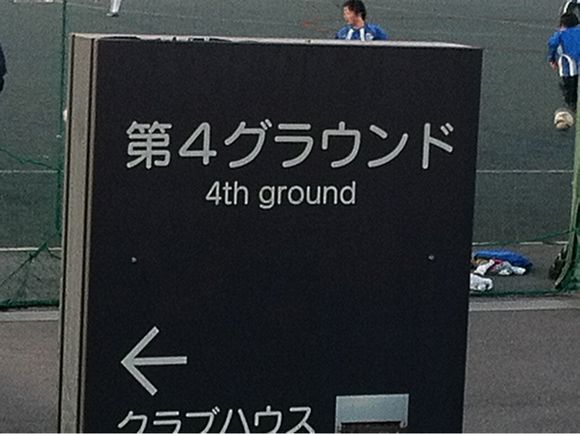 第4グラウンド
4th ground
←
クラブハウス